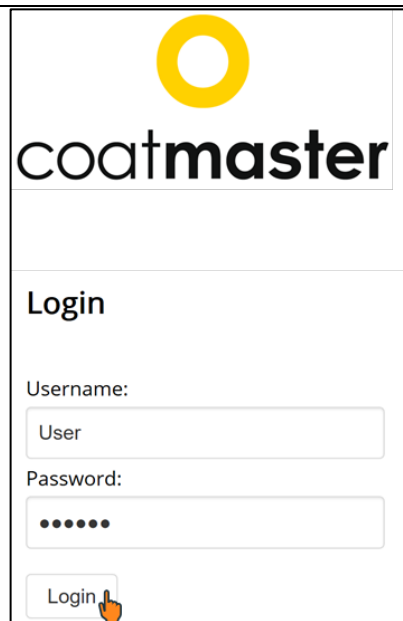 coatmaster
Login
Username:
User
Password:
••••••
Login